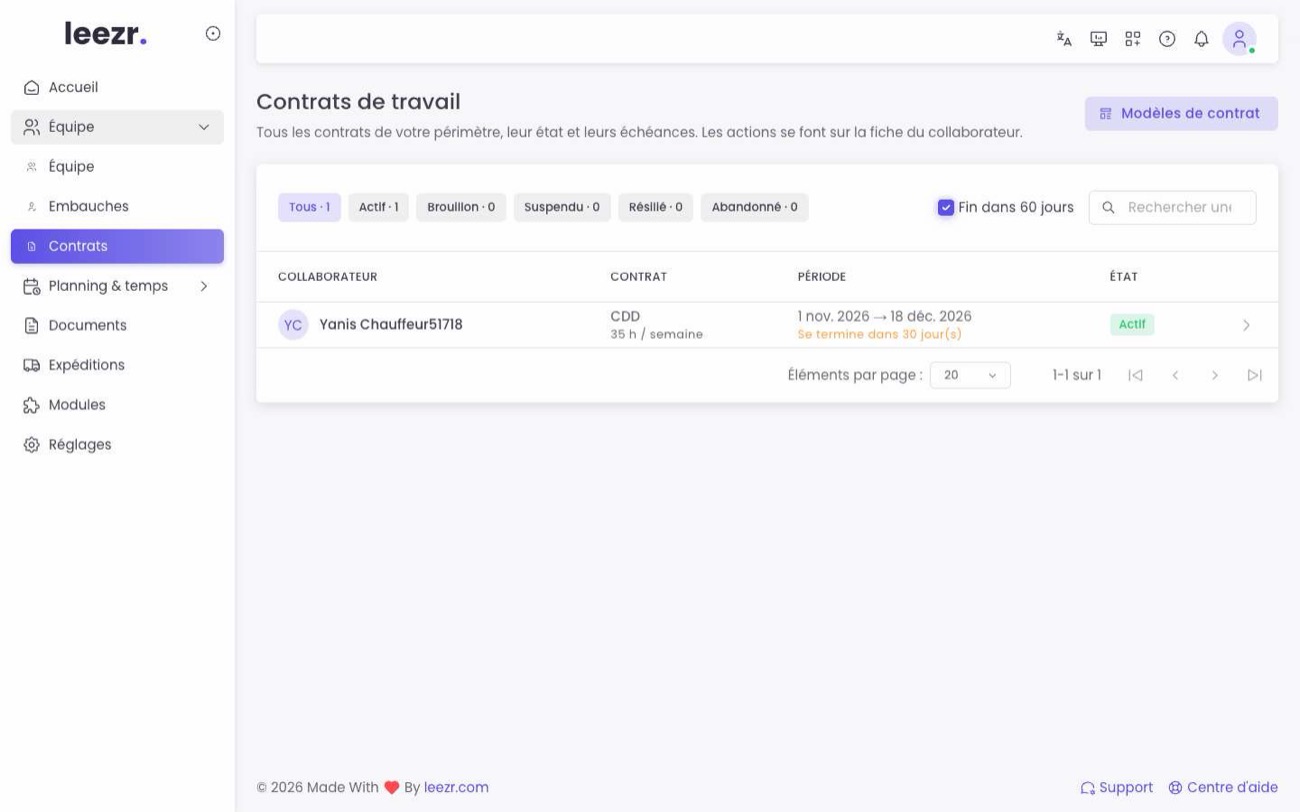 leezr.
Accueil
Équipe
Équipe
Embauches
Contrats
Planning & temps
Documents
Expéditions
Modules
Réglages
Contrats de travail
Tous les contrats de votre périmètre, leur état et leurs échéances. Les actions se font sur la fiche du collaborateur.
Modèles de contrat
Tous · 1 Actif · 1 Brouillon · 0 Suspendu · 0 Résilié · 0 Abandonné · 0 Fin dans 60 jours Rechercher un
COLLABORATEUR CONTRAT PÉRIODE ÉTAT
YC Yanis Chauffeur51718 CDD 1 nov. 2026 → 18 déc. 2026 Actif
35 h / semaine Se termine dans 30 jour(s)
Éléments par page : 20 1-1 sur 1
© 2026 Made With ❤ By leezr.com Support Centre d'aide